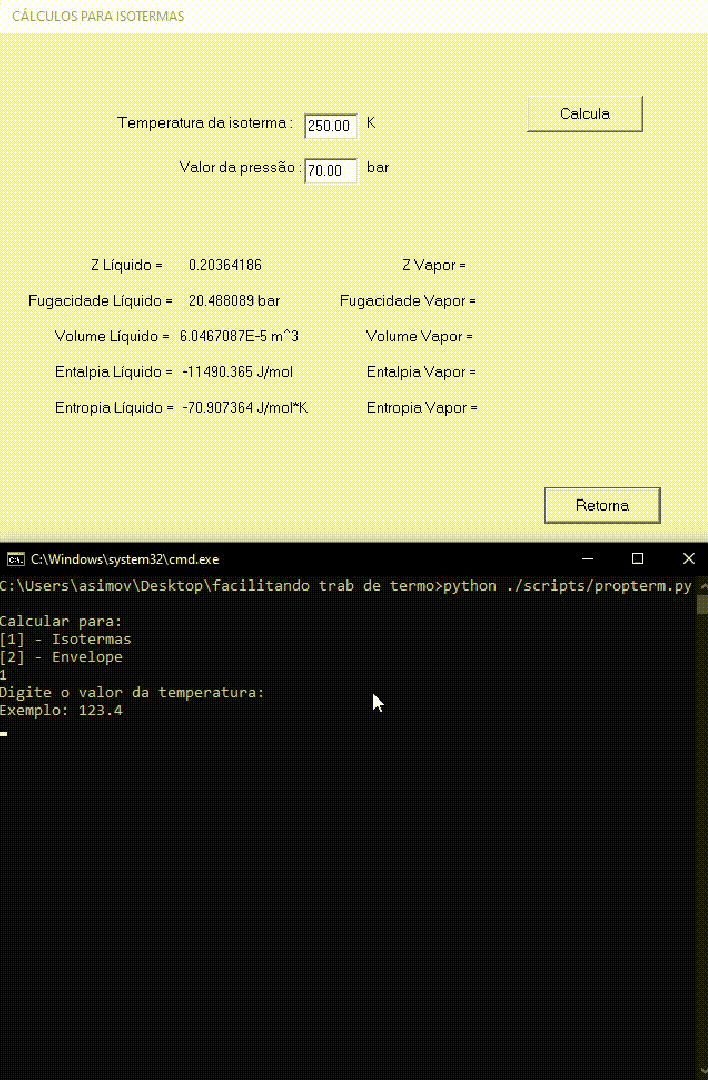 CÁLCULOS PARA ISOTERMAS
Temperatura da isoterma : 250.00 K
Calcula
Valor da pressão : 70.00 bar
Z Líquido = 0.20364186 Z Vapor =
Fugacidade Líquido = 20.488089 bar Fugacidade Vapor =
Volume Líquido = 6.0467087E-5 m^3 Volume Vapor =
Entalpia Líquido = -11490.365 J/mol Entalpia Vapor =
Entropia Líquido = -70.907364 J/mol*K Entropia Vapor =
Retorna
C:\Windows\system32\cmd.exe
C:\Users\asimov\Desktop\facilitando trab de termo>python ./scripts/propterm.py
Calcular para:
[1] - Isotermas
[2] - Envelope
1
Digite o valor da temperatura:
Exemplo: 123.4